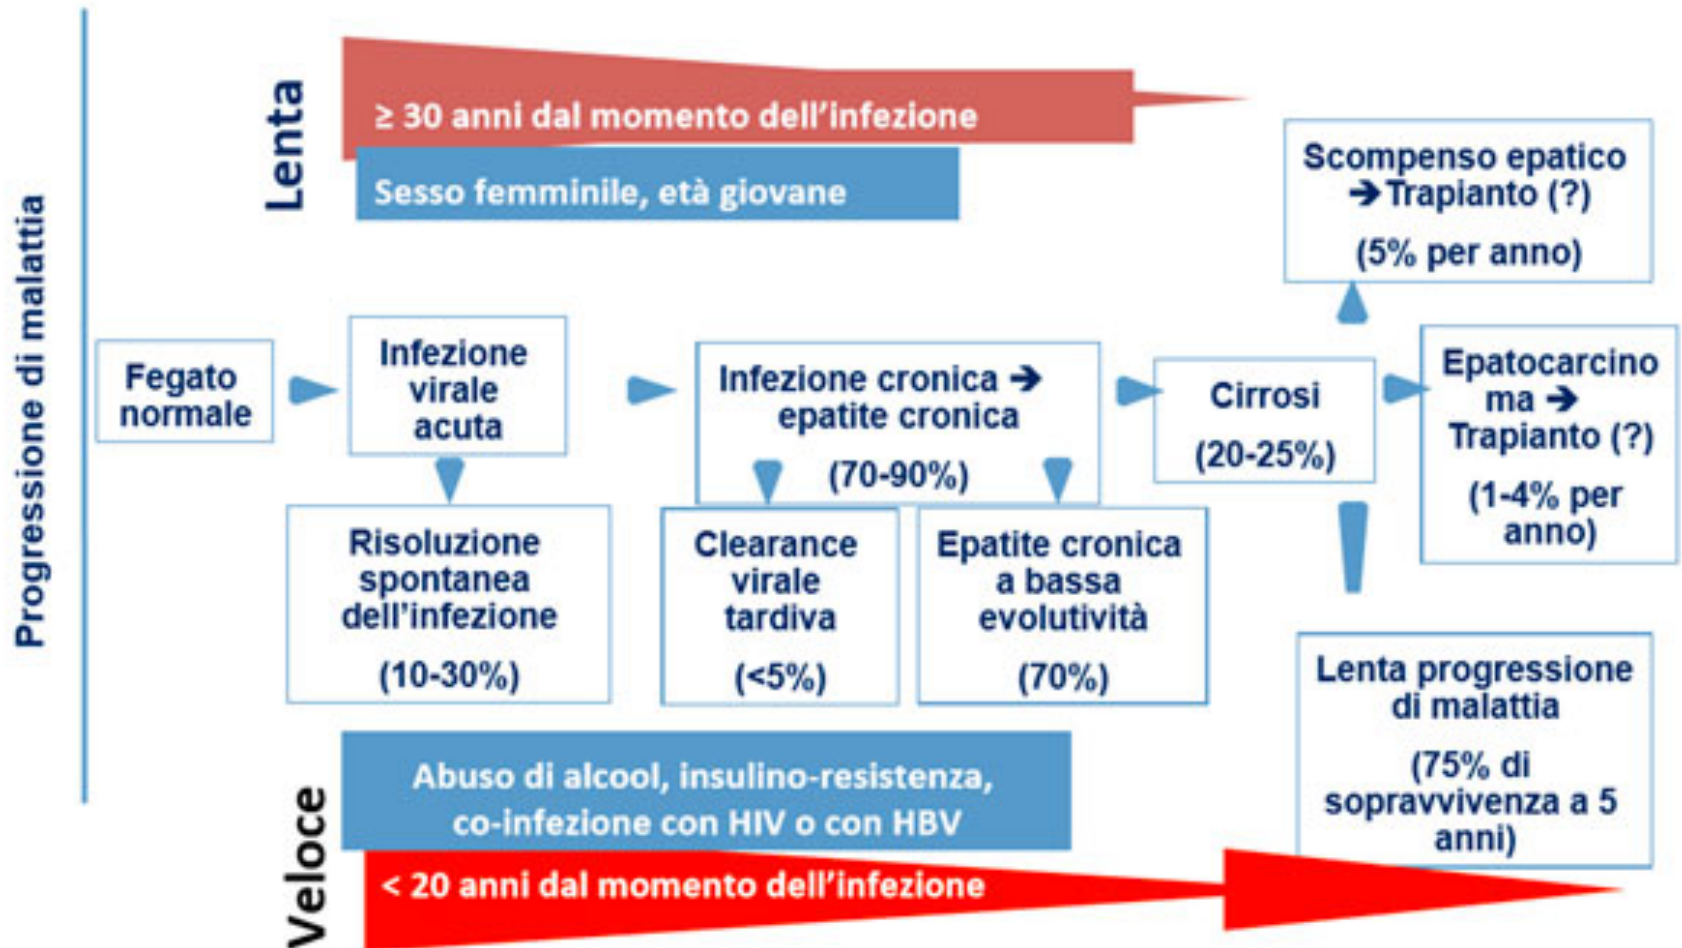 Progressione di malattia
Lenta
≥ 30 anni dal momento dell'infezione
Sesso femminile, età giovane
Scompenso epatico
➔Trapianto (?)
(5% per anno)
Fegato
normale
Infezione
virale
acuta
Infezione cronica ➔
epatite cronica
(70-90%)
Cirrosi
(20-25%)
Epatocarcino
ma ➔
Trapianto (?)
(1-4% per
anno)
Risoluzione
spontanea
dell'infezione
(10-30%)
Clearance
virale
tardiva
(<5%)
Epatite cronica
a bassa
evolutività
(70%)
Lenta progressione
di malattia
(75% di
sopravvivenza a 5
anni)
Veloce
Abuso di alcool, insulino-resistenza,
co-infezione con HIV o con HBV
< 20 anni dal momento dell'infezione